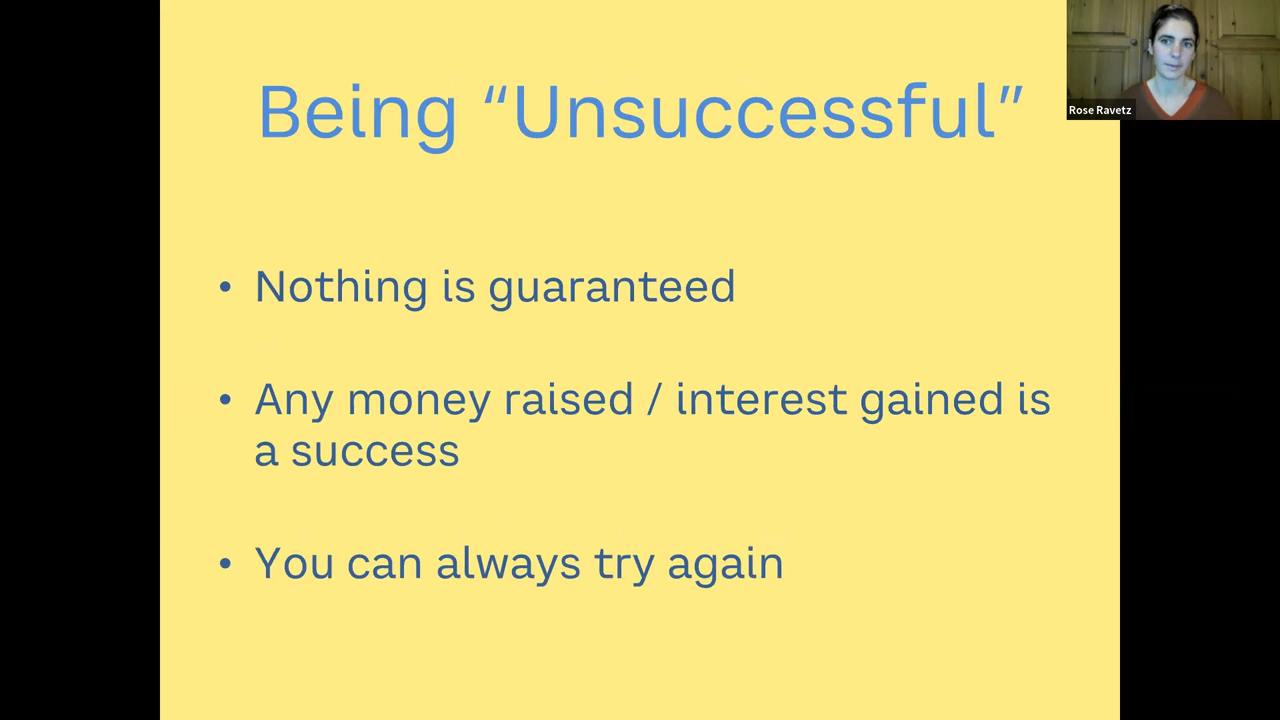 Being “Unsuccessful”
Rose Ravetz
• Nothing is guaranteed
• Any money raised / interest gained is
a success
• You can always try again